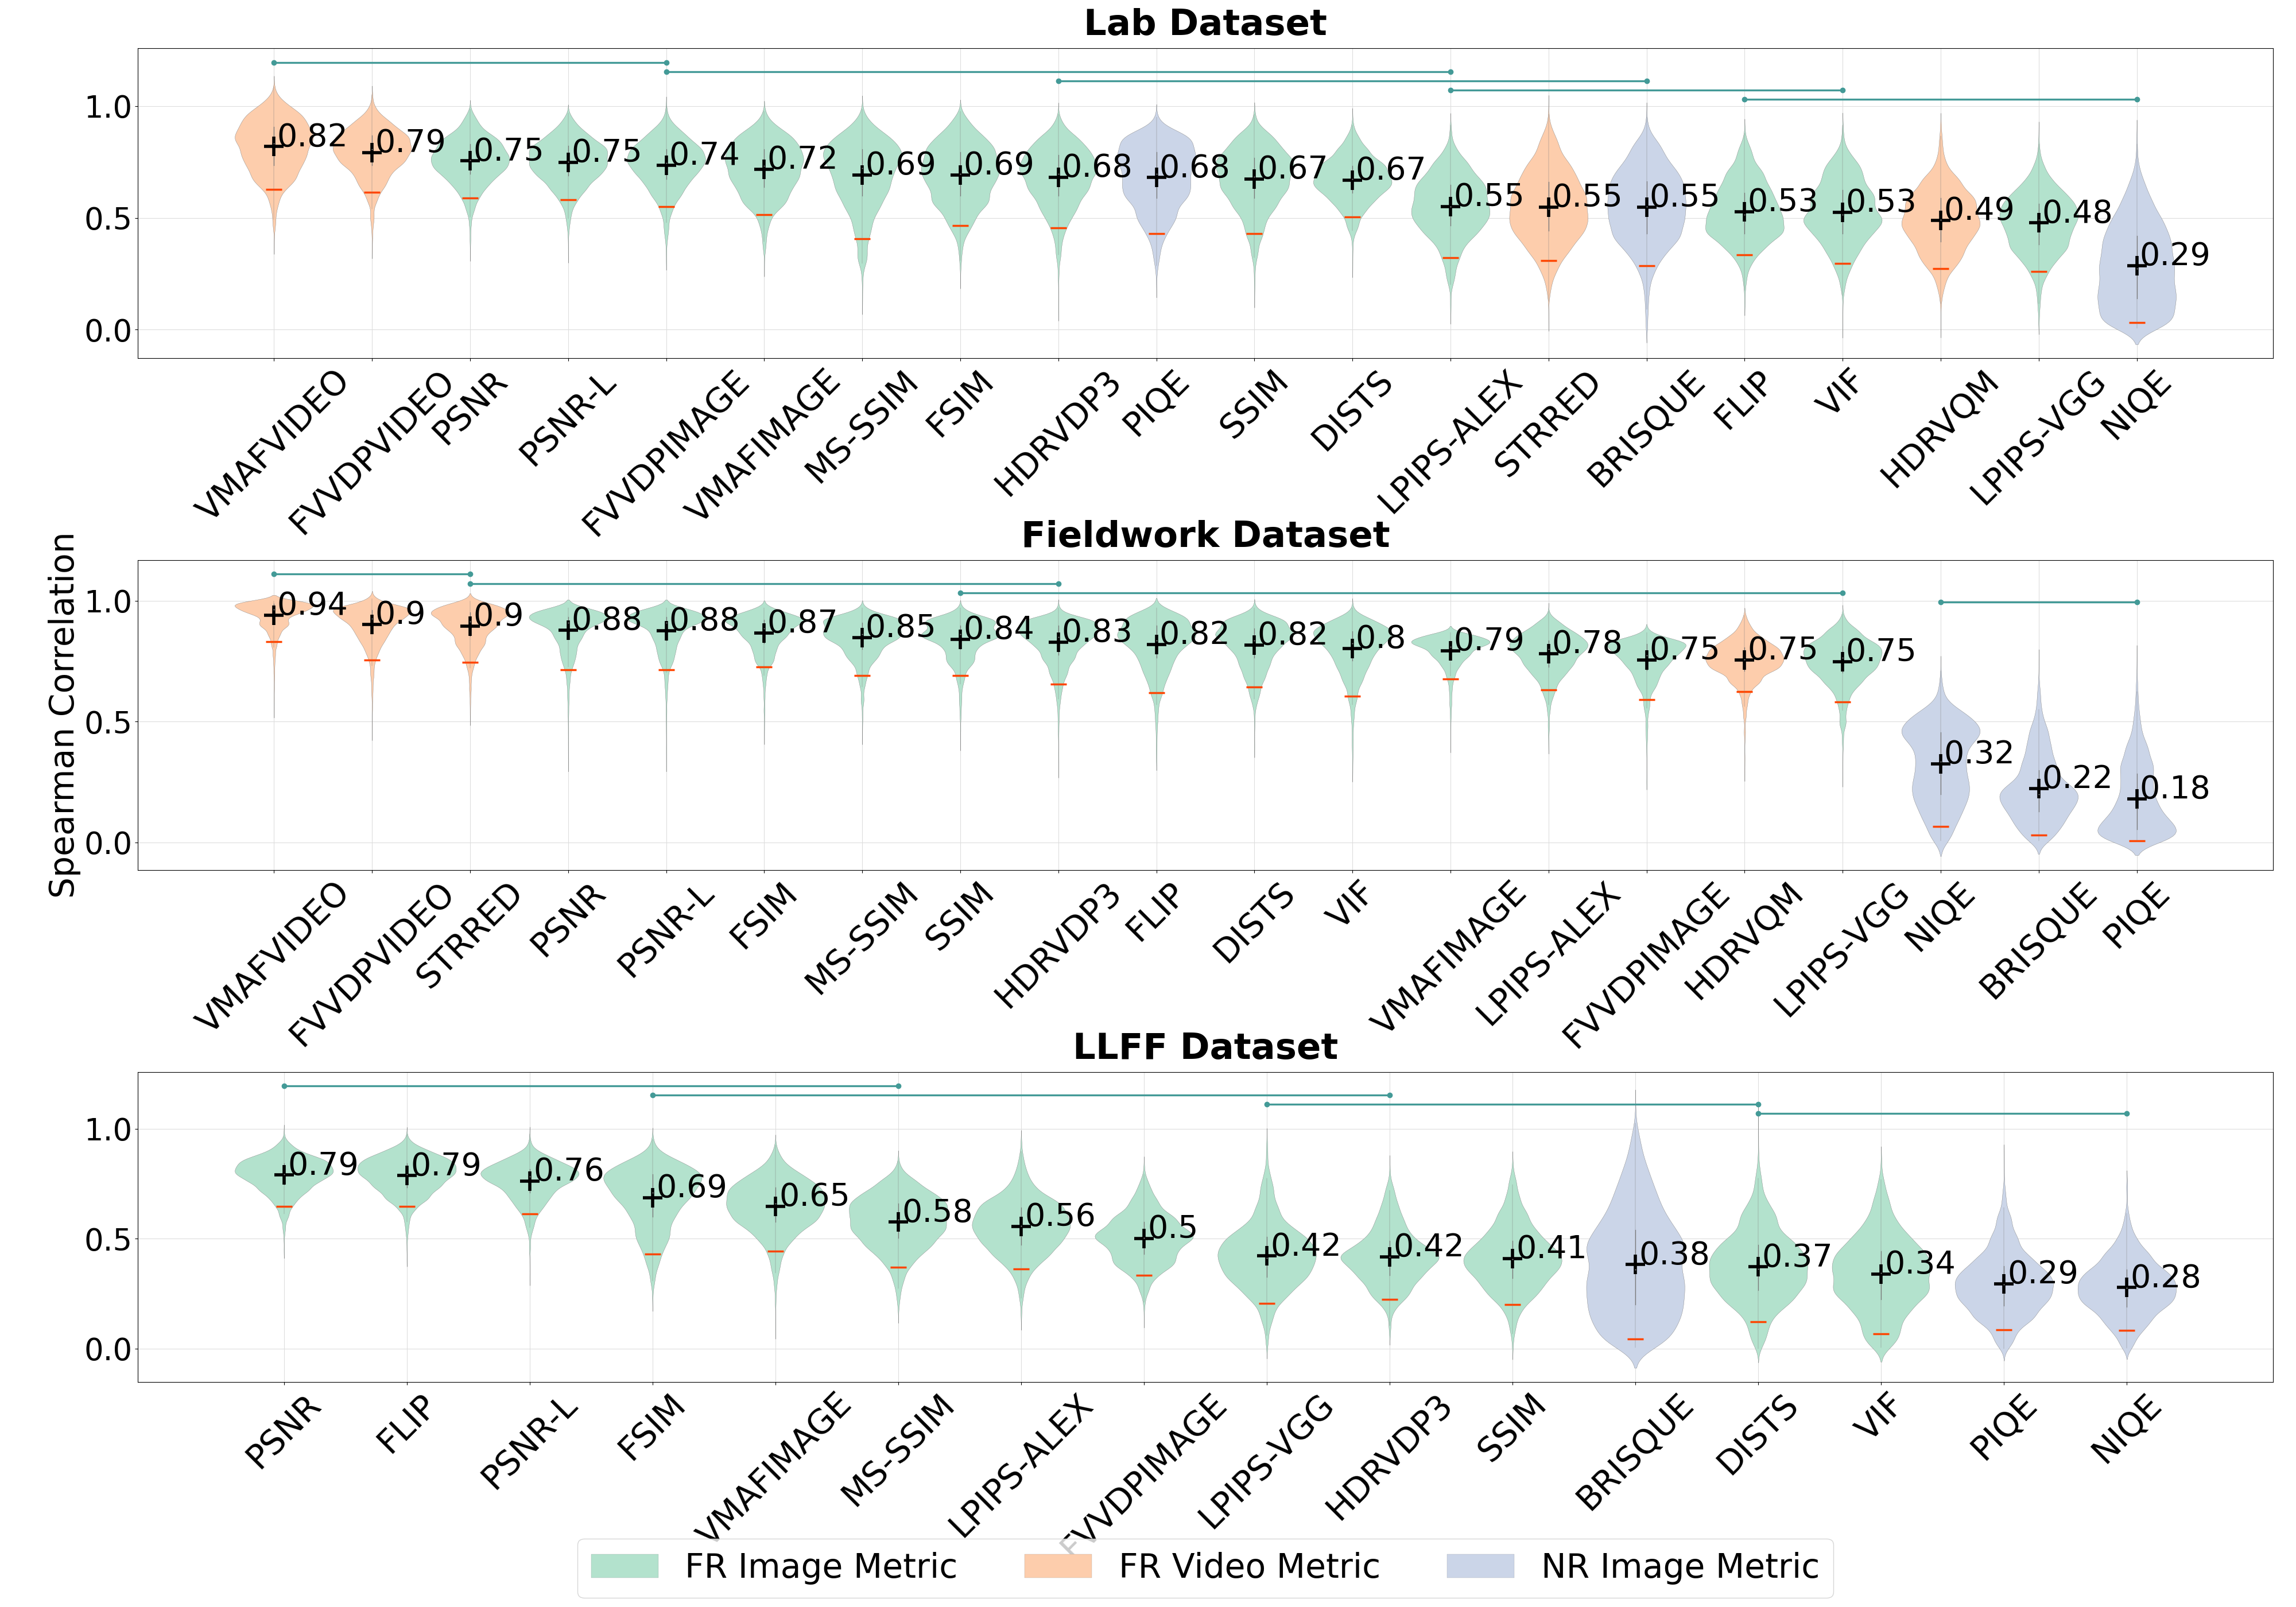 Lab Dataset
1.0
0.5
0.0
0.82 0.79 0.75 0.75 0.74 0.72 0.69 0.69 0.68 0.68 0.67 0.67 0.55 0.55 0.55 0.53 0.53 0.49 0.48 0.29
VMAFVIDEO FVVDPVIDEO PSNR PSNR-L FVVDPIMAGE VMAFIMAGE MS-SSIM FSIM HDRVDP3 PIQE SSIM DISTS LPIPS-ALEX STRRED BRISQUE FLIP VIF HDRVQM LPIPS-VGG NIQE
Spearman Correlation
Fieldwork Dataset
1.0
0.5
0.0
0.94 0.9 0.9 0.88 0.88 0.87 0.85 0.84 0.83 0.82 0.82 0.8 0.79 0.78 0.75 0.75 0.75 0.32 0.22 0.18
VMAFVIDEO FVVDPVIDEO STRRED PSNR PSNR-L FSIM MS-SSIM SSIM HDRVDP3 FLIP DISTS VIF VMAFIMAGE LPIPS-ALEX FVVDPIMAGE HDRVQM LPIPS-VGG NIQE BRISQUE PIQE
LLFF Dataset
1.0
0.5
0.0
0.79 0.79 0.76 0.69 0.65 0.58 0.56 0.5 0.42 0.42 0.41 0.38 0.37 0.34 0.29 0.28
PSNR FLIP PSNR-L FSIM VMAFIMAGE MS-SSIM LPIPS-ALEX FVVDPIMAGE LPIPS-VGG HDRVDP3 SSIM BRISQUE DISTS VIF PIQE NIQE
FR Image Metric FR Video Metric NR Image Metric